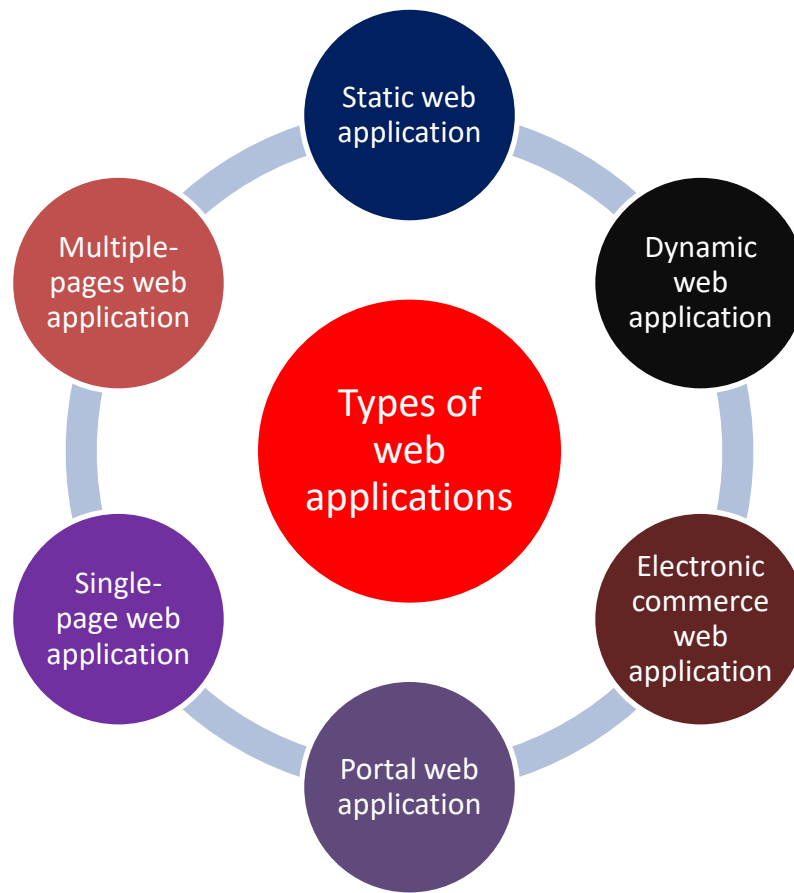 Static web
application
Dynamic
web
application
Electronic
commerce
web
application
Portal web
application
Single-
page web
application
Multiple-
pages web
application
Types of
web
applications